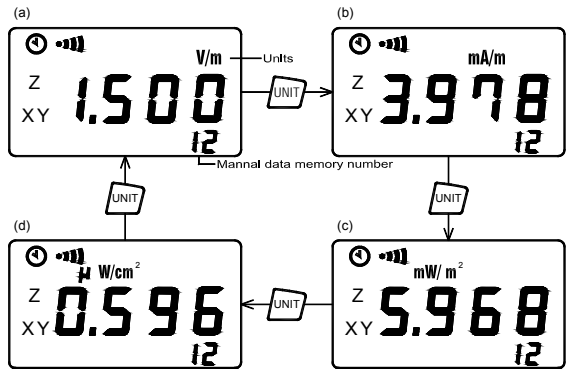 (a)
V/m
Units
Z
XY
1.500
12
Mannal data memory number
UNIT
(b)
mA/m
Z
XY
3.978
12
UNIT
(d)
µ W/cm²
Z
XY
0.596
12
UNIT
(c)
mW/ m²
Z
XY
5.968
12
UNIT